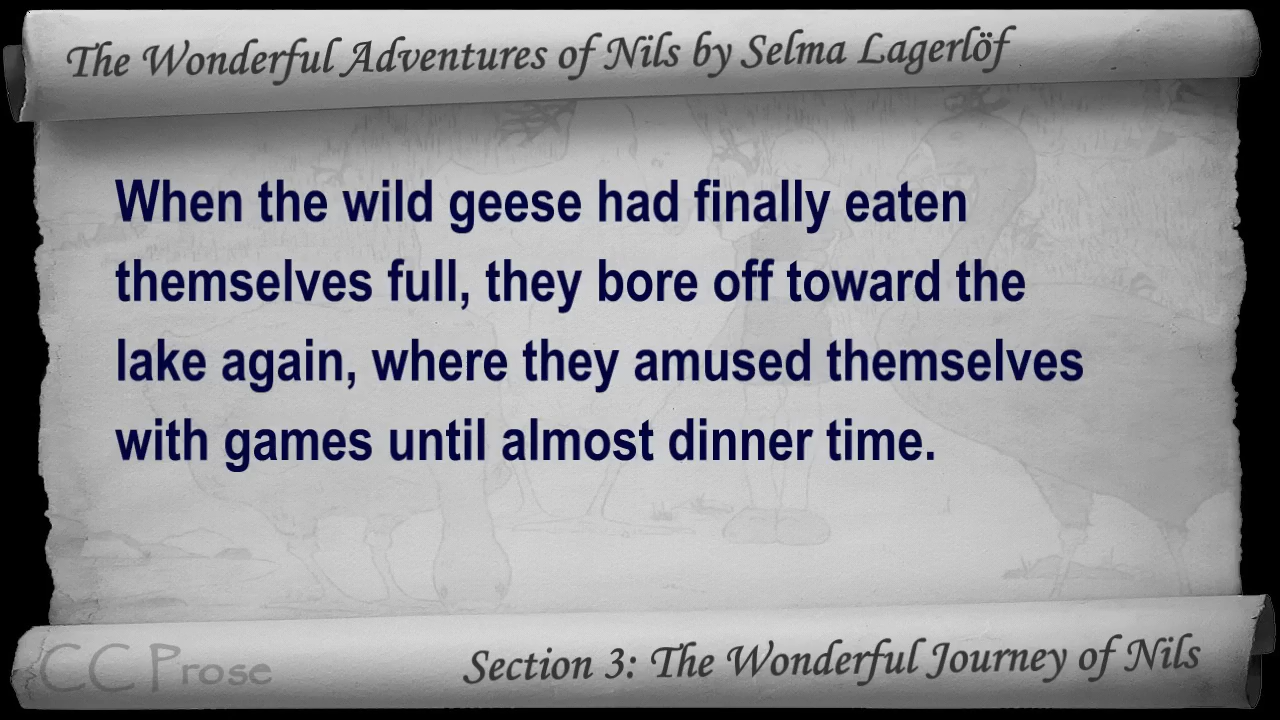 The Wonderful Adventures of Nils by Selma Lagerlöf
When the wild geese had finally eaten
themselves full, they bore off toward the
lake again, where they amused themselves
with games until almost dinner time.
CC Prose
Section 3: The Wonderful Journey of Nils